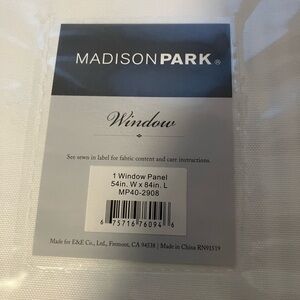 MADISON PARK®
Window
See sewn in label for fabric content and care instructions.
1 Window Panel
54in. W x 84in. L
MP40-2908
6 75716 76094 6
Made for E&E Co., Ltd., Fremont, CA 94538 | Made in China RN91519